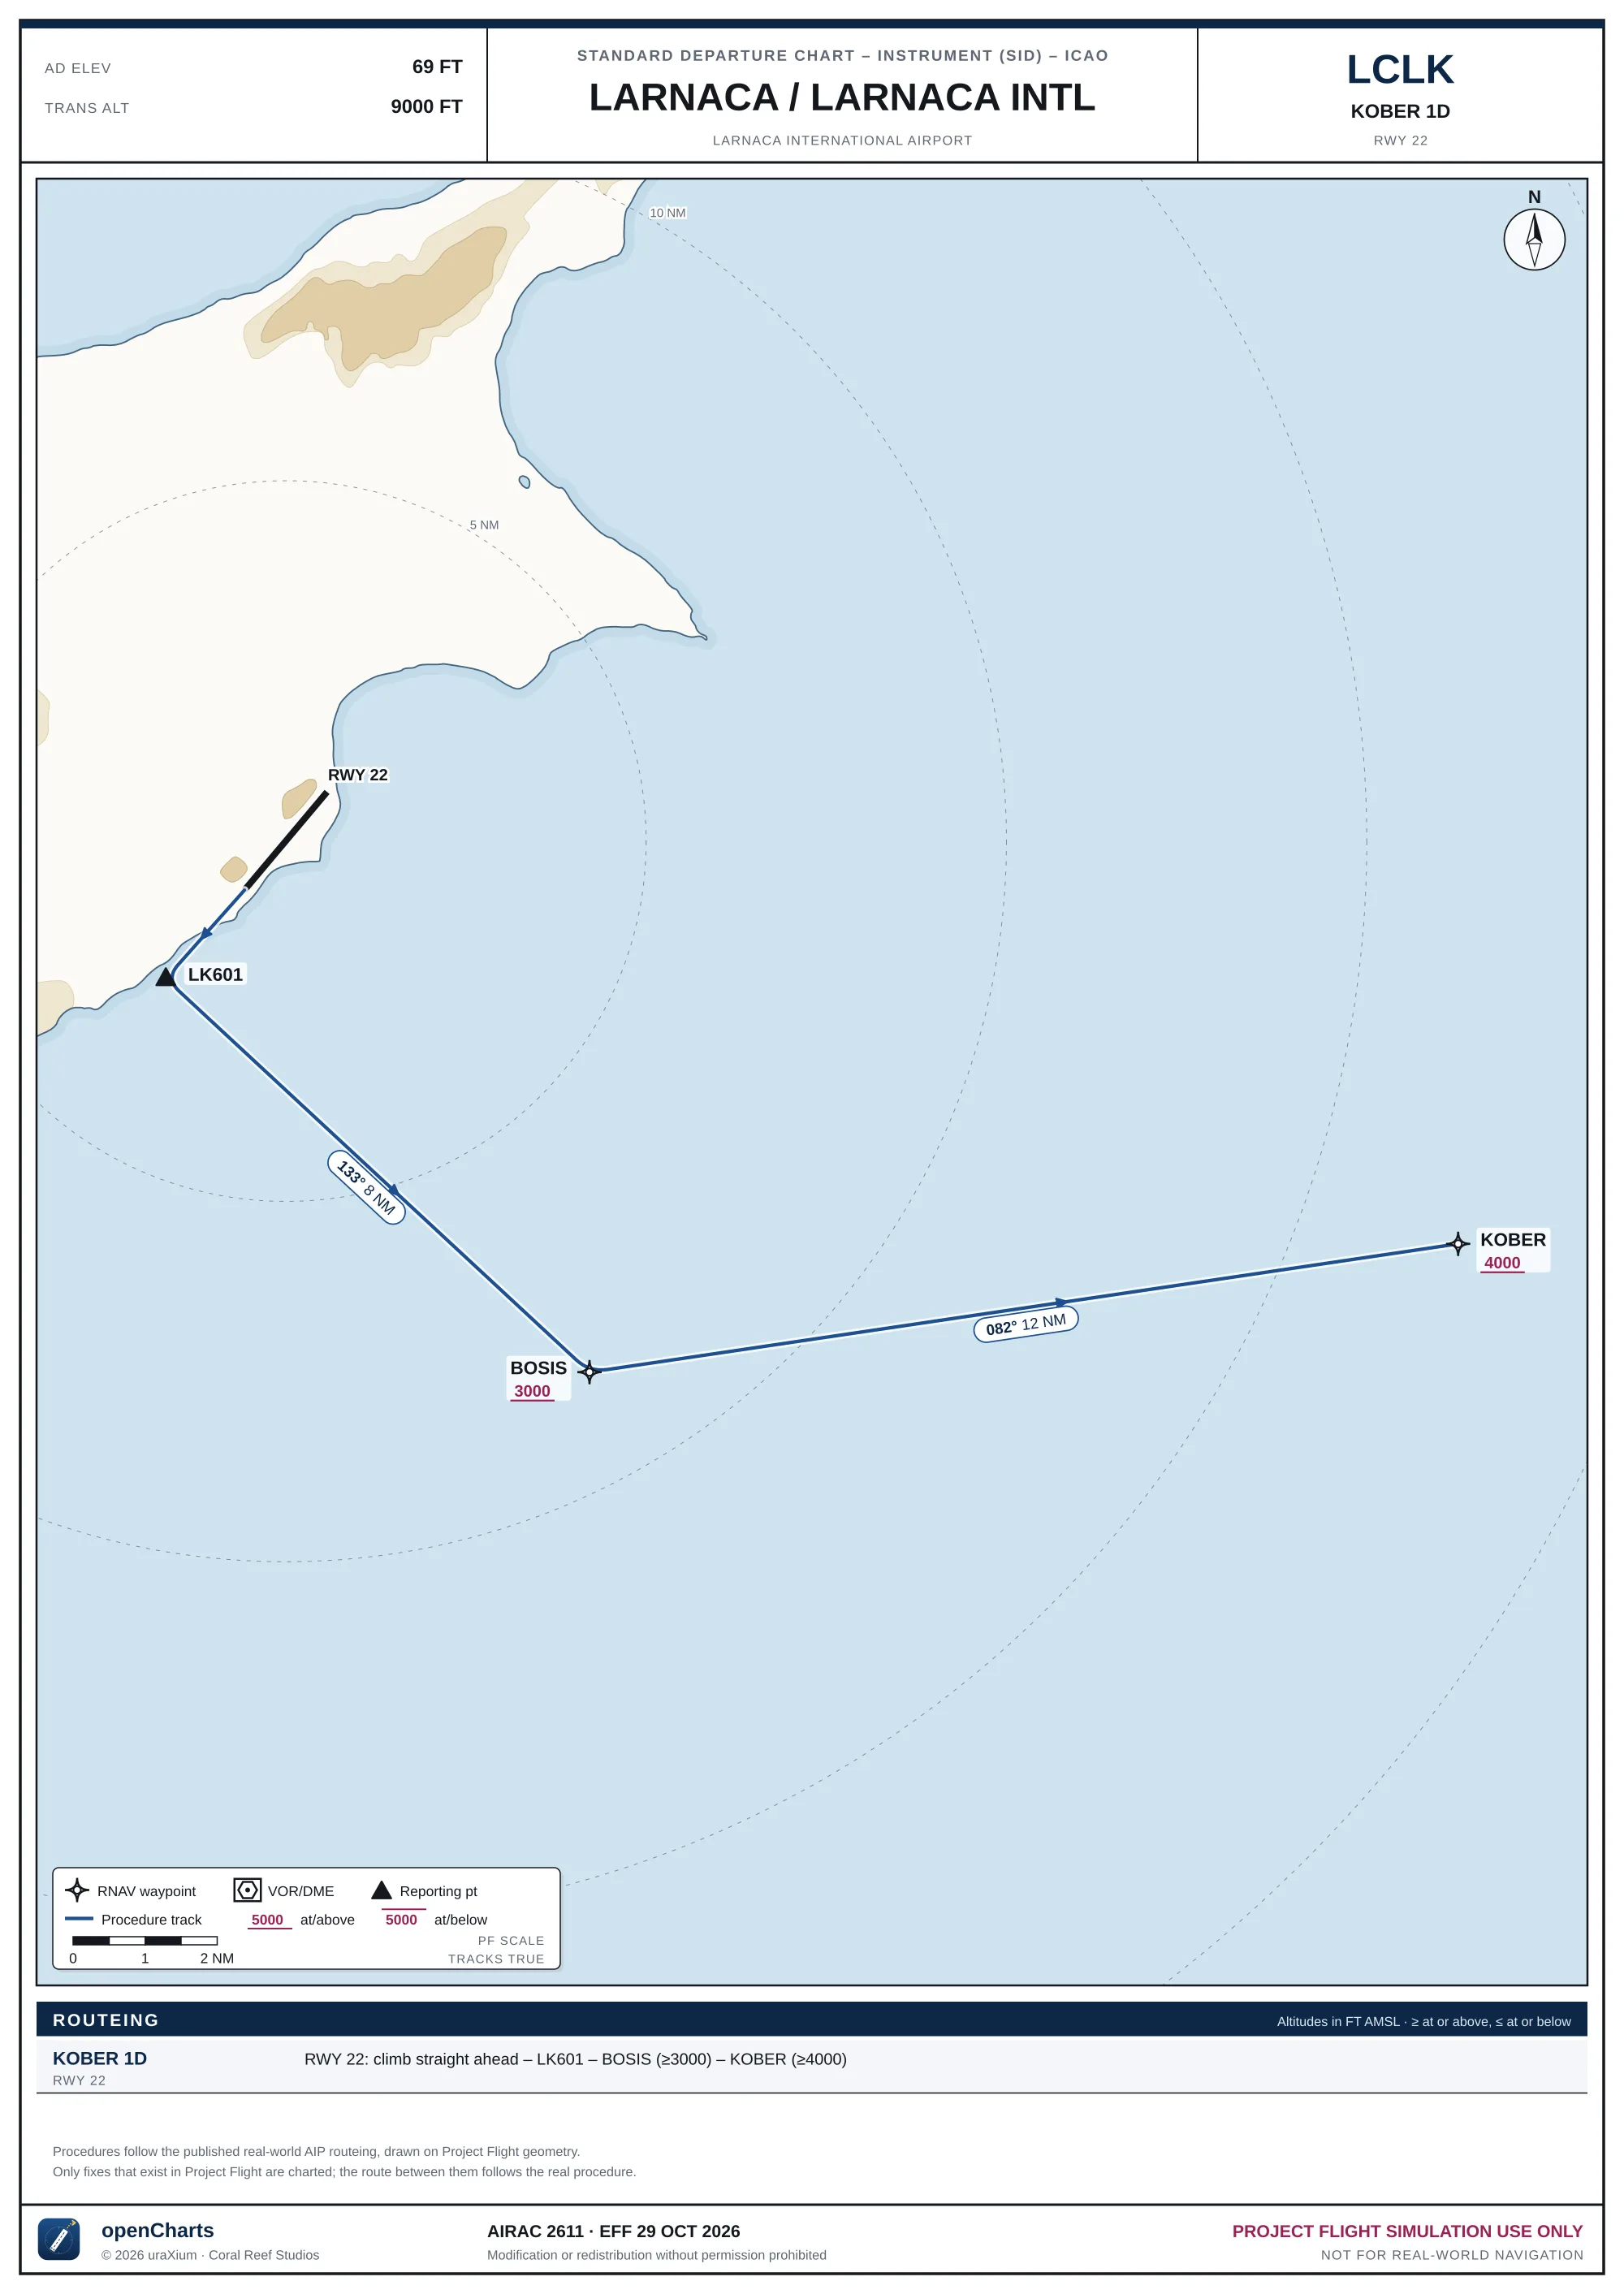 AD ELEV 69 FT
TRANS ALT 9000 FT
STANDARD DEPARTURE CHART – INSTRUMENT (SID) – ICAO
LARNACA / LARNACA INTL
LARNACA INTERNATIONAL AIRPORT
LCLK
KOBER 1D
RWY 22
N
10 NM
5 NM
RWY 22
LK601
133° 8 NM
KOBER
4000
082° 12 NM
BOSIS
3000
RNAV waypoint VOR/DME Reporting pt
Procedure track 5000 at/above 5000 at/below
PF SCALE
0 1 2 NM TRACKS TRUE
ROUTEING Altitudes in FT AMSL · ≥ at or above, ≤ at or below
KOBER 1D RWY 22: climb straight ahead – LK601 – BOSIS (≥3000) – KOBER (≥4000)
RWY 22
Procedures follow the published real-world AIP routeing, drawn on Project Flight geometry.
Only fixes that exist in Project Flight are charted; the route between them follows the real procedure.
openCharts AIRAC 2611 · EFF 29 OCT 2026 PROJECT FLIGHT SIMULATION USE ONLY
© 2026 uraXium · Coral Reef Studios Modification or redistribution without permission prohibited NOT FOR REAL-WORLD NAVIGATION